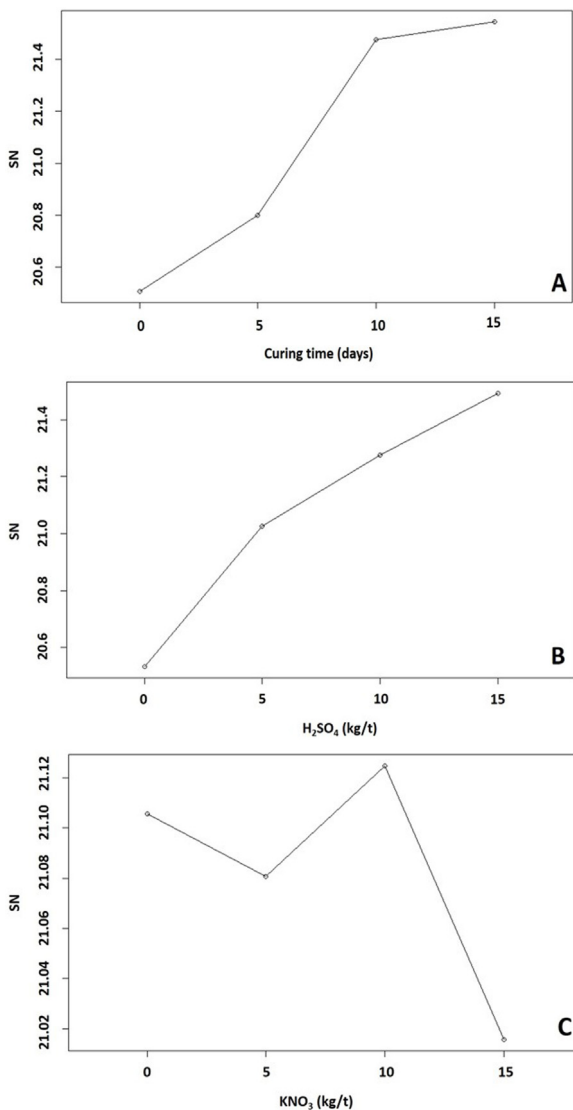 21.4
21.2
21.0
20.8
20.6
SN
0 5 10 15
A
Curing time (days)
21.4
21.2
21.0
20.8
20.6
SN
0 5 10 15
B
H₂SO₄ (kg/t)
21.12
21.10
21.08
21.06
21.04
21.02
SN
0 5 10 15
C
KNO₃ (kg/t)